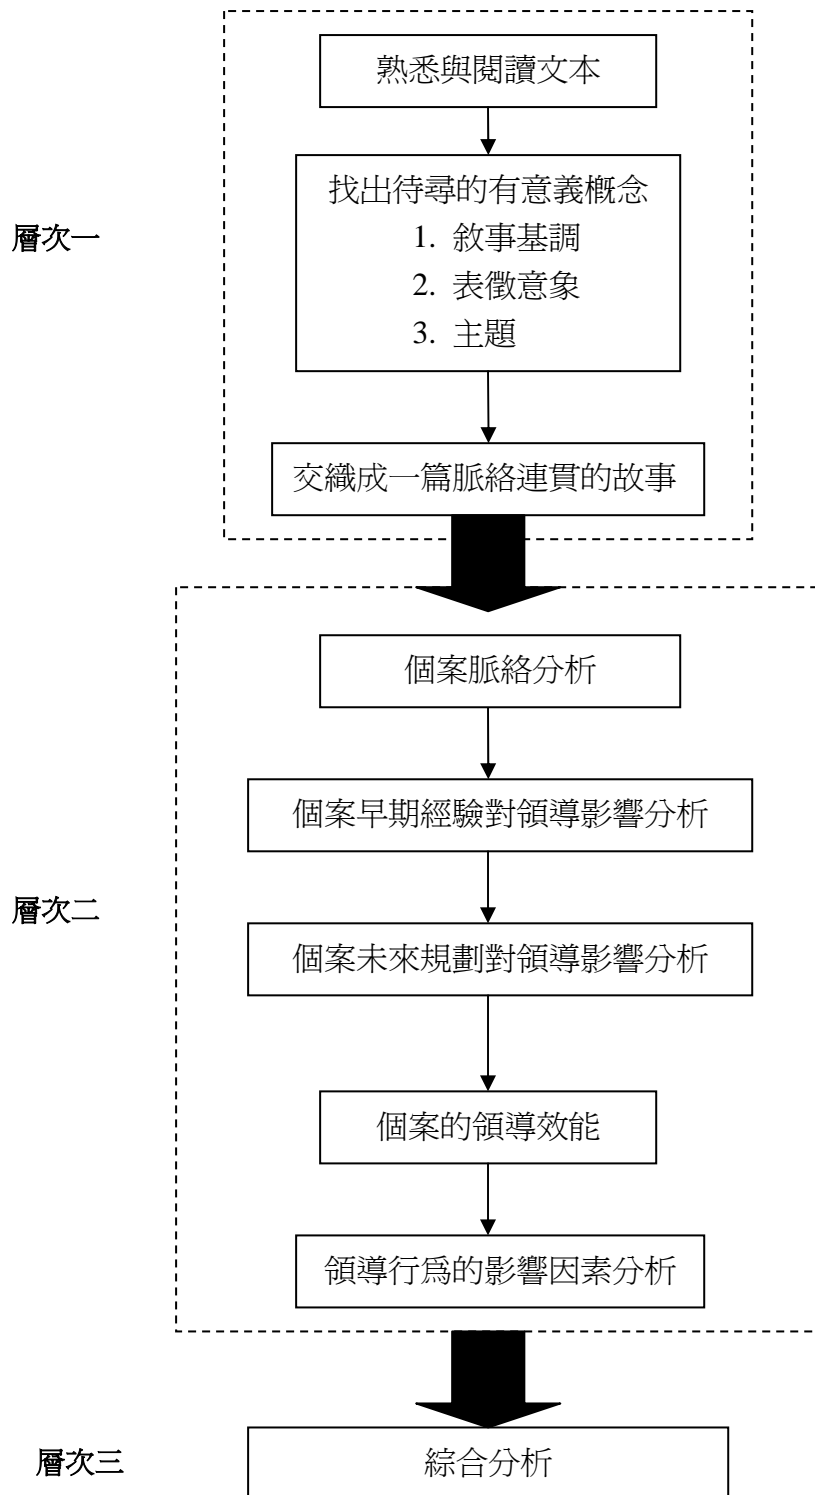 熟悉與閱讀文本
找出待尋的有意義概念
層次一
1. 敘事基調
2. 表徵意象
3. 主題
交織成一篇脈絡連貫的故事
個案脈絡分析
個案早期經驗對領導影響分析
層次二
個案未來規劃對領導影響分析
個案的領導效能
領導行為的影響因素分析
層次三
綜合分析